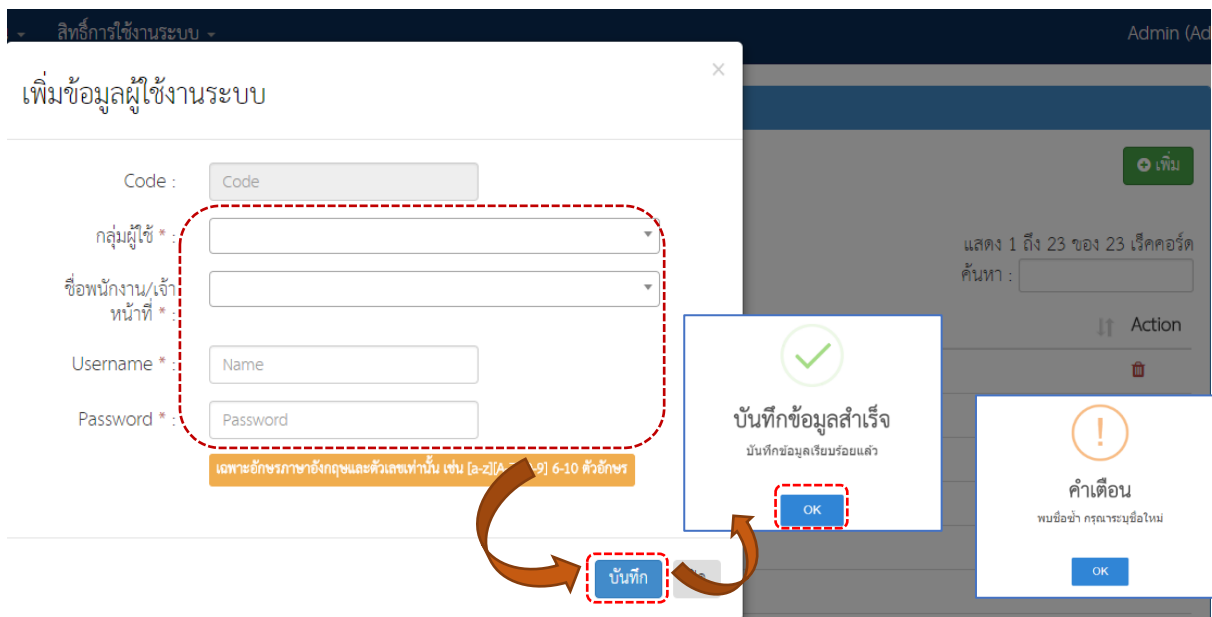 สิทธิ์การใช้งานระบบ
Admin (Ad
×
เพิ่มข้อมูลผู้ใช้งานระบบ
เพิ่ม
Code :
Code
กลุ่มผู้ใช้ * :
แสดง 1 ถึง 23 ของ 23 เร็คคอร์ด
ค้นหา :
ชื่อพนักงาน/เจ้า
หน้าที่ * :
Action
Username * :
Name
Password * :
Password
เฉพาะอักษรภาษาอังกฤษและตัวเลขเท่านั้น เช่น [a-z][A -9] 6-10 ตัวอักษร
บันทึกข้อมูลสำเร็จ
บันทึกข้อมูลเรียบร้อยแล้ว
OK
!
คำเตือน
พบชื่อซ้ำ กรุณาระบุชื่อใหม่
OK
บันทึก